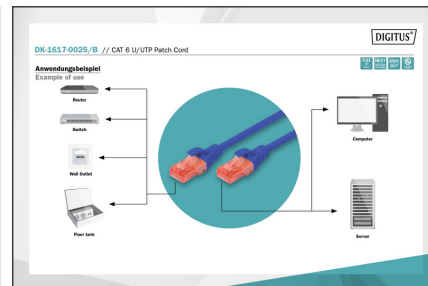 DIGITUS®
DK-1617-0025/B // CAT 6 U/UTP Patch Cord
Anwendungsbeispiel
Example of use
Router
Switch
Wall Outlet
Floor tank
Computer
Server